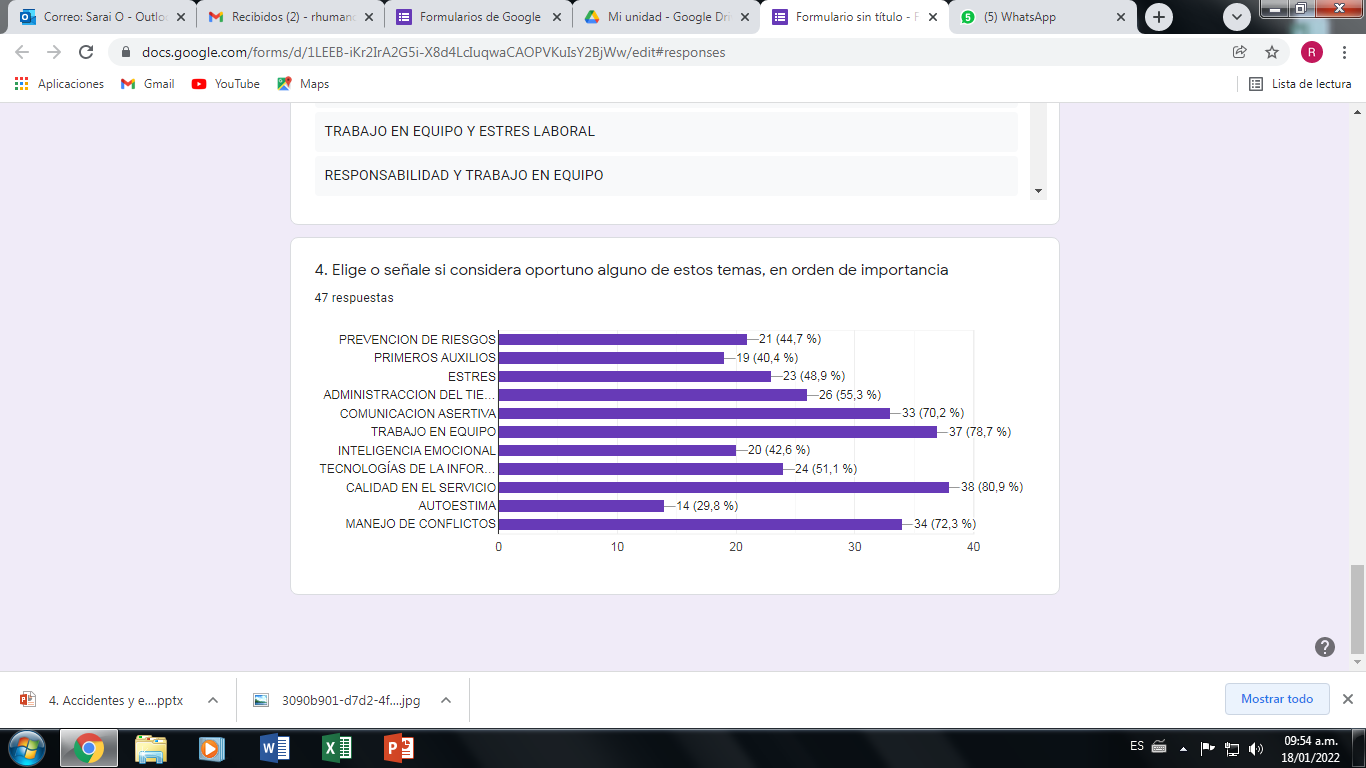 Correo: Sarai O - Outlo
Recibidos (2) - rhumano
Formularios de Google
Mi unidad - Google Dri
Formulario sin título - F
(5) WhatsApp
docs.google.com/forms/d/1LEEB-iKr2IrA2G5i-X8d4LcIuqwaCAOPVKuIsY2BjWw/edit#responses
R
Aplicaciones
Gmail
YouTube
Maps
Lista de lectura
TRABAJO EN EQUIPO Y ESTRES LABORAL
RESPONSABILIDAD Y TRABAJO EN EQUIPO
4. Elige o señale si considera oportuno alguno de estos temas, en orden de importancia
47 respuestas
PREVENCION DE RIESGOS 21 (44,7 %)
PRIMEROS AUXILIOS 19 (40,4 %)
ESTRES 23 (48,9 %)
ADMINISTRACCION DEL TIE... 26 (55,3 %)
COMUNICACION ASERTIVA 33 (70,2 %)
TRABAJO EN EQUIPO 37 (78,7 %)
INTELIGENCIA EMOCIONAL 20 (42,6 %)
TECNOLOGÍAS DE LA INFOR... 24 (51,1 %)
CALIDAD EN EL SERVICIO 38 (80,9 %)
AUTOESTIMA 14 (29,8 %)
MANEJO DE CONFLICTOS 34 (72,3 %)
0 10 20 30 40
4. Accidentes y e....pptx
3090b901-d7d2-4f....jpg
Mostrar todo
ES
09:54 a.m.
18/01/2022